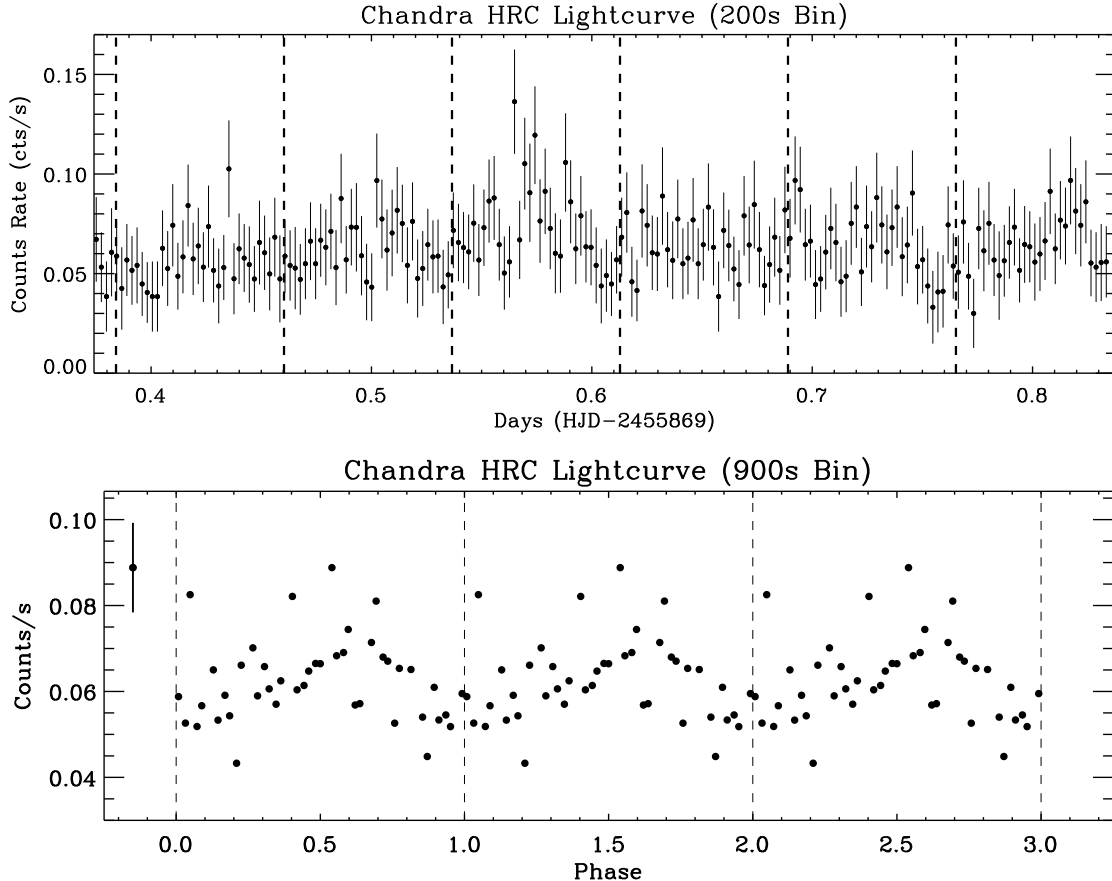 Chandra HRC Lightcurve (200s Bin)
Counts Rate (cts/s)
0.15
0.10
0.05
0.00
0.4 0.5 0.6 0.7 0.8
Days (HJD−2455869)
Chandra HRC Lightcurve (900s Bin)
Counts/s
0.10
0.08
0.06
0.04
0.0 0.5 1.0 1.5 2.0 2.5 3.0
Phase